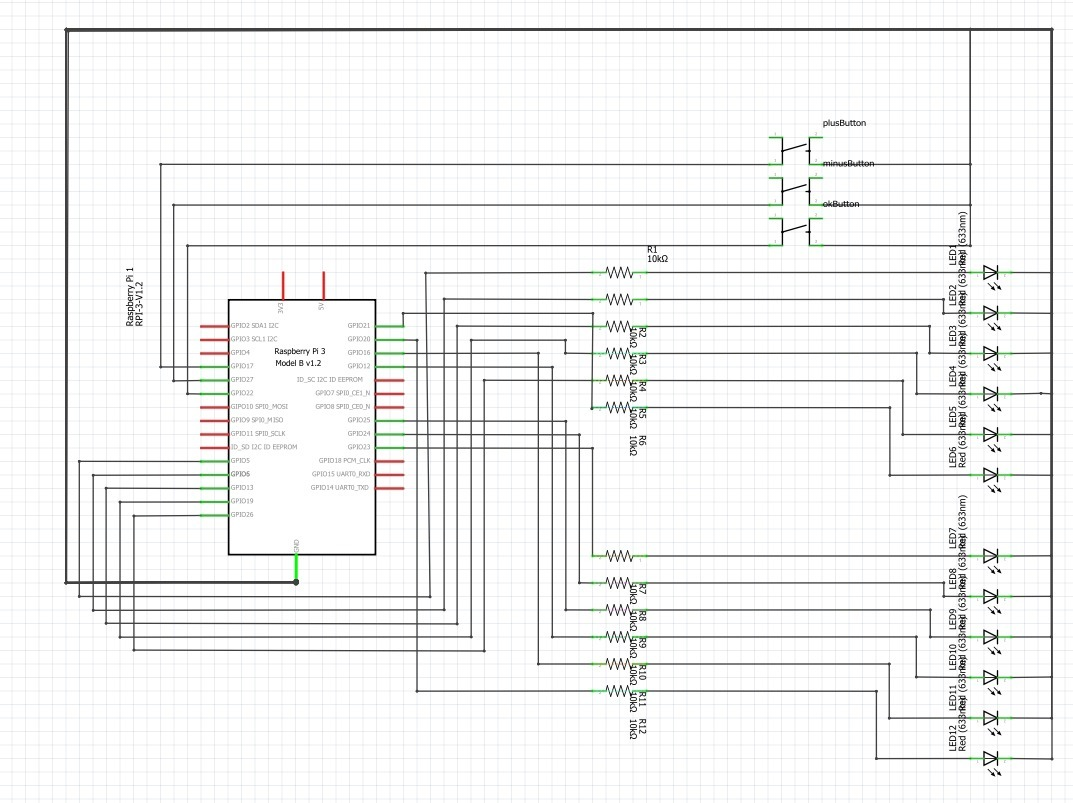 plusButton
minusButton
okButton
R1
10kΩ
Raspberry Pi 1
RPI-3-V1.2
3V3
5V
GPIO2 SDA1 I2C
GPIO3 SCL1 I2C
GPIO4
GPIO17
GPIO27
GPIO22
GPIO10 SPI0_MOSI
GPIO9 SPI0_MISO
GPIO11 SPI0_SCLK
ID_SD I2C ID EEPROM
GPIO5
GPIO6
GPIO13
GPIO19
GPIO26
Raspberry Pi 3
Model B v1.2
GPIO21
GPIO20
GPIO16
GPIO12
ID_SC I2C ID EEPROM
GPIO7 SPI0_CE1_N
GPIO8 SPI0_CE0_N
GPIO25
GPIO24
GPIO23
GPIO18 PCM_CLK
GPIO15 UART0_RXD
GPIO14 UART0_TXD
GND
R2
10kΩ
R3
10kΩ
R4
10kΩ
R5
10kΩ
R6
10kΩ
R7
10kΩ
R8
10kΩ
R9
10kΩ
R10
10kΩ
R11
10kΩ
R12
10kΩ
LED1
Red (633nm)
LED2
Red (633nm)
LED3
Red (633nm)
LED4
Red (633nm)
LED5
Red (633nm)
LED6
Red (633nm)
LED7
Red (633nm)
LED8
Red (633nm)
LED9
Red (633nm)
LED10
Red (633nm)
LED11
Red (633nm)
LED12
Red (633nm)